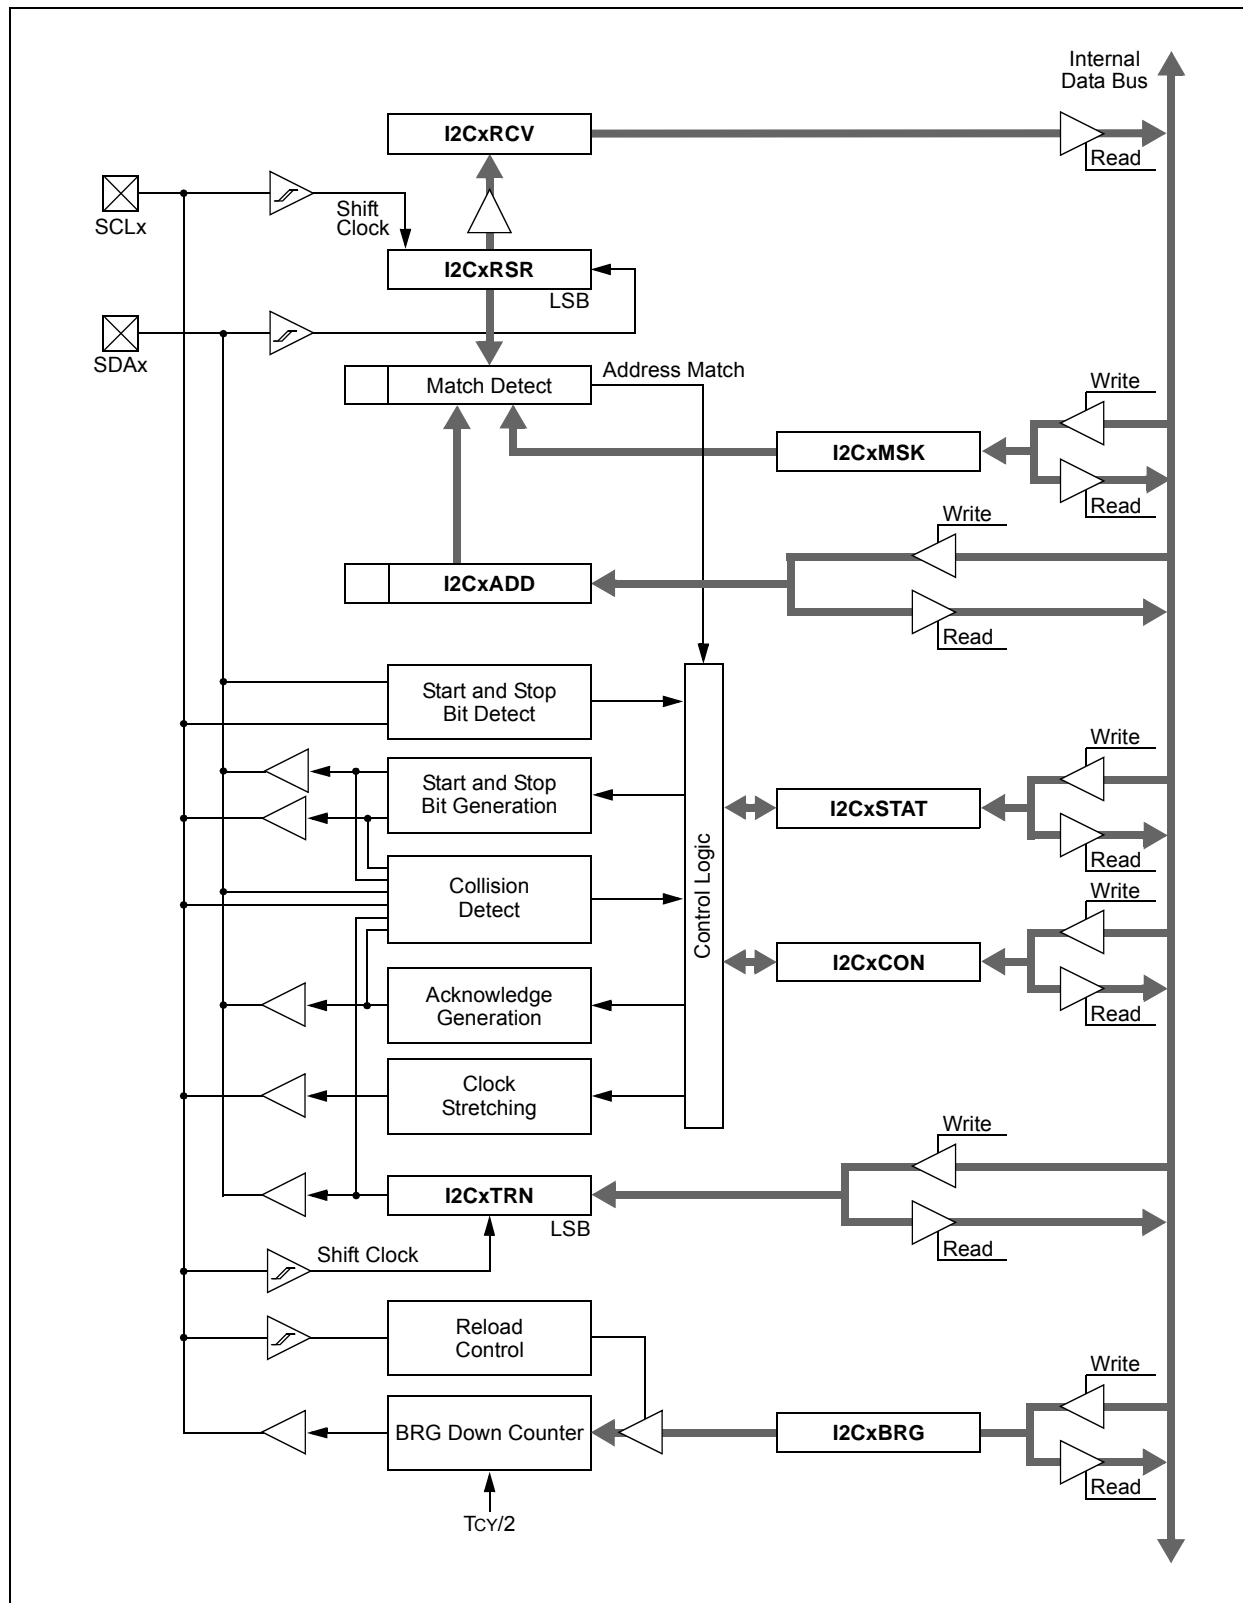 Internal
Data Bus
I2CxRCV
Read
SCLx
Shift
Clock
I2CxRSR
LSB
SDAx
Address Match
Match Detect
Write
I2CxMSK
Read
Write
I2CxADD
Read
Start and Stop
Bit Detect
Write
Start and Stop
Bit Generation
I2CxSTAT
Read
Control Logic
Collision
Detect
Write
I2CxCON
Read
Acknowledge
Generation
Clock
Stretching
Write
I2CxTRN
LSB
Read
Shift Clock
Reload
Control
Write
BRG Down Counter
I2CxBRG
Read
TCY/2